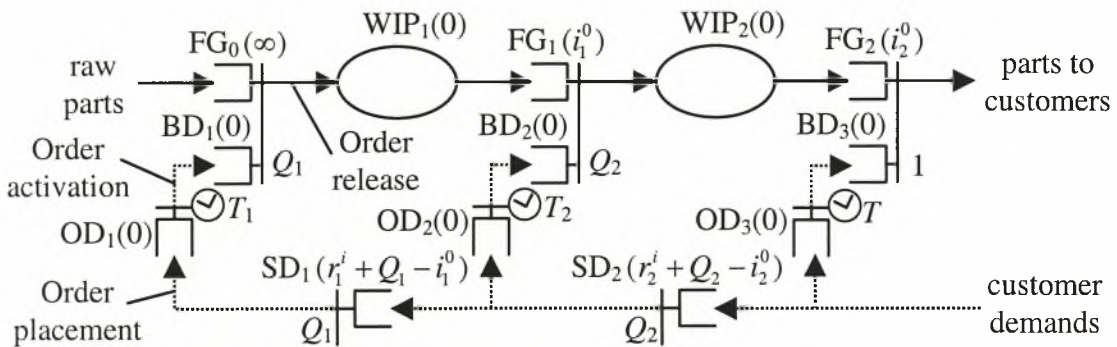 WIP₁(0)
WIP₂(0)
FG₀(∞)
FG₁(i₁⁰)
FG₂(i₂⁰)
raw
parts
parts to
customers
BD₁(0)
BD₂(0)
BD₃(0)
Order
activation
Q₁
Order
release
Q₂
1
T₁
T₂
T
OD₁(0)
OD₂(0)
OD₃(0)
SD₁(r₁ⁱ + Q₁ − i₁⁰)
SD₂(r₂ⁱ + Q₂ − i₂⁰)
Order
placement
Q₁
Q₂
customer
demands